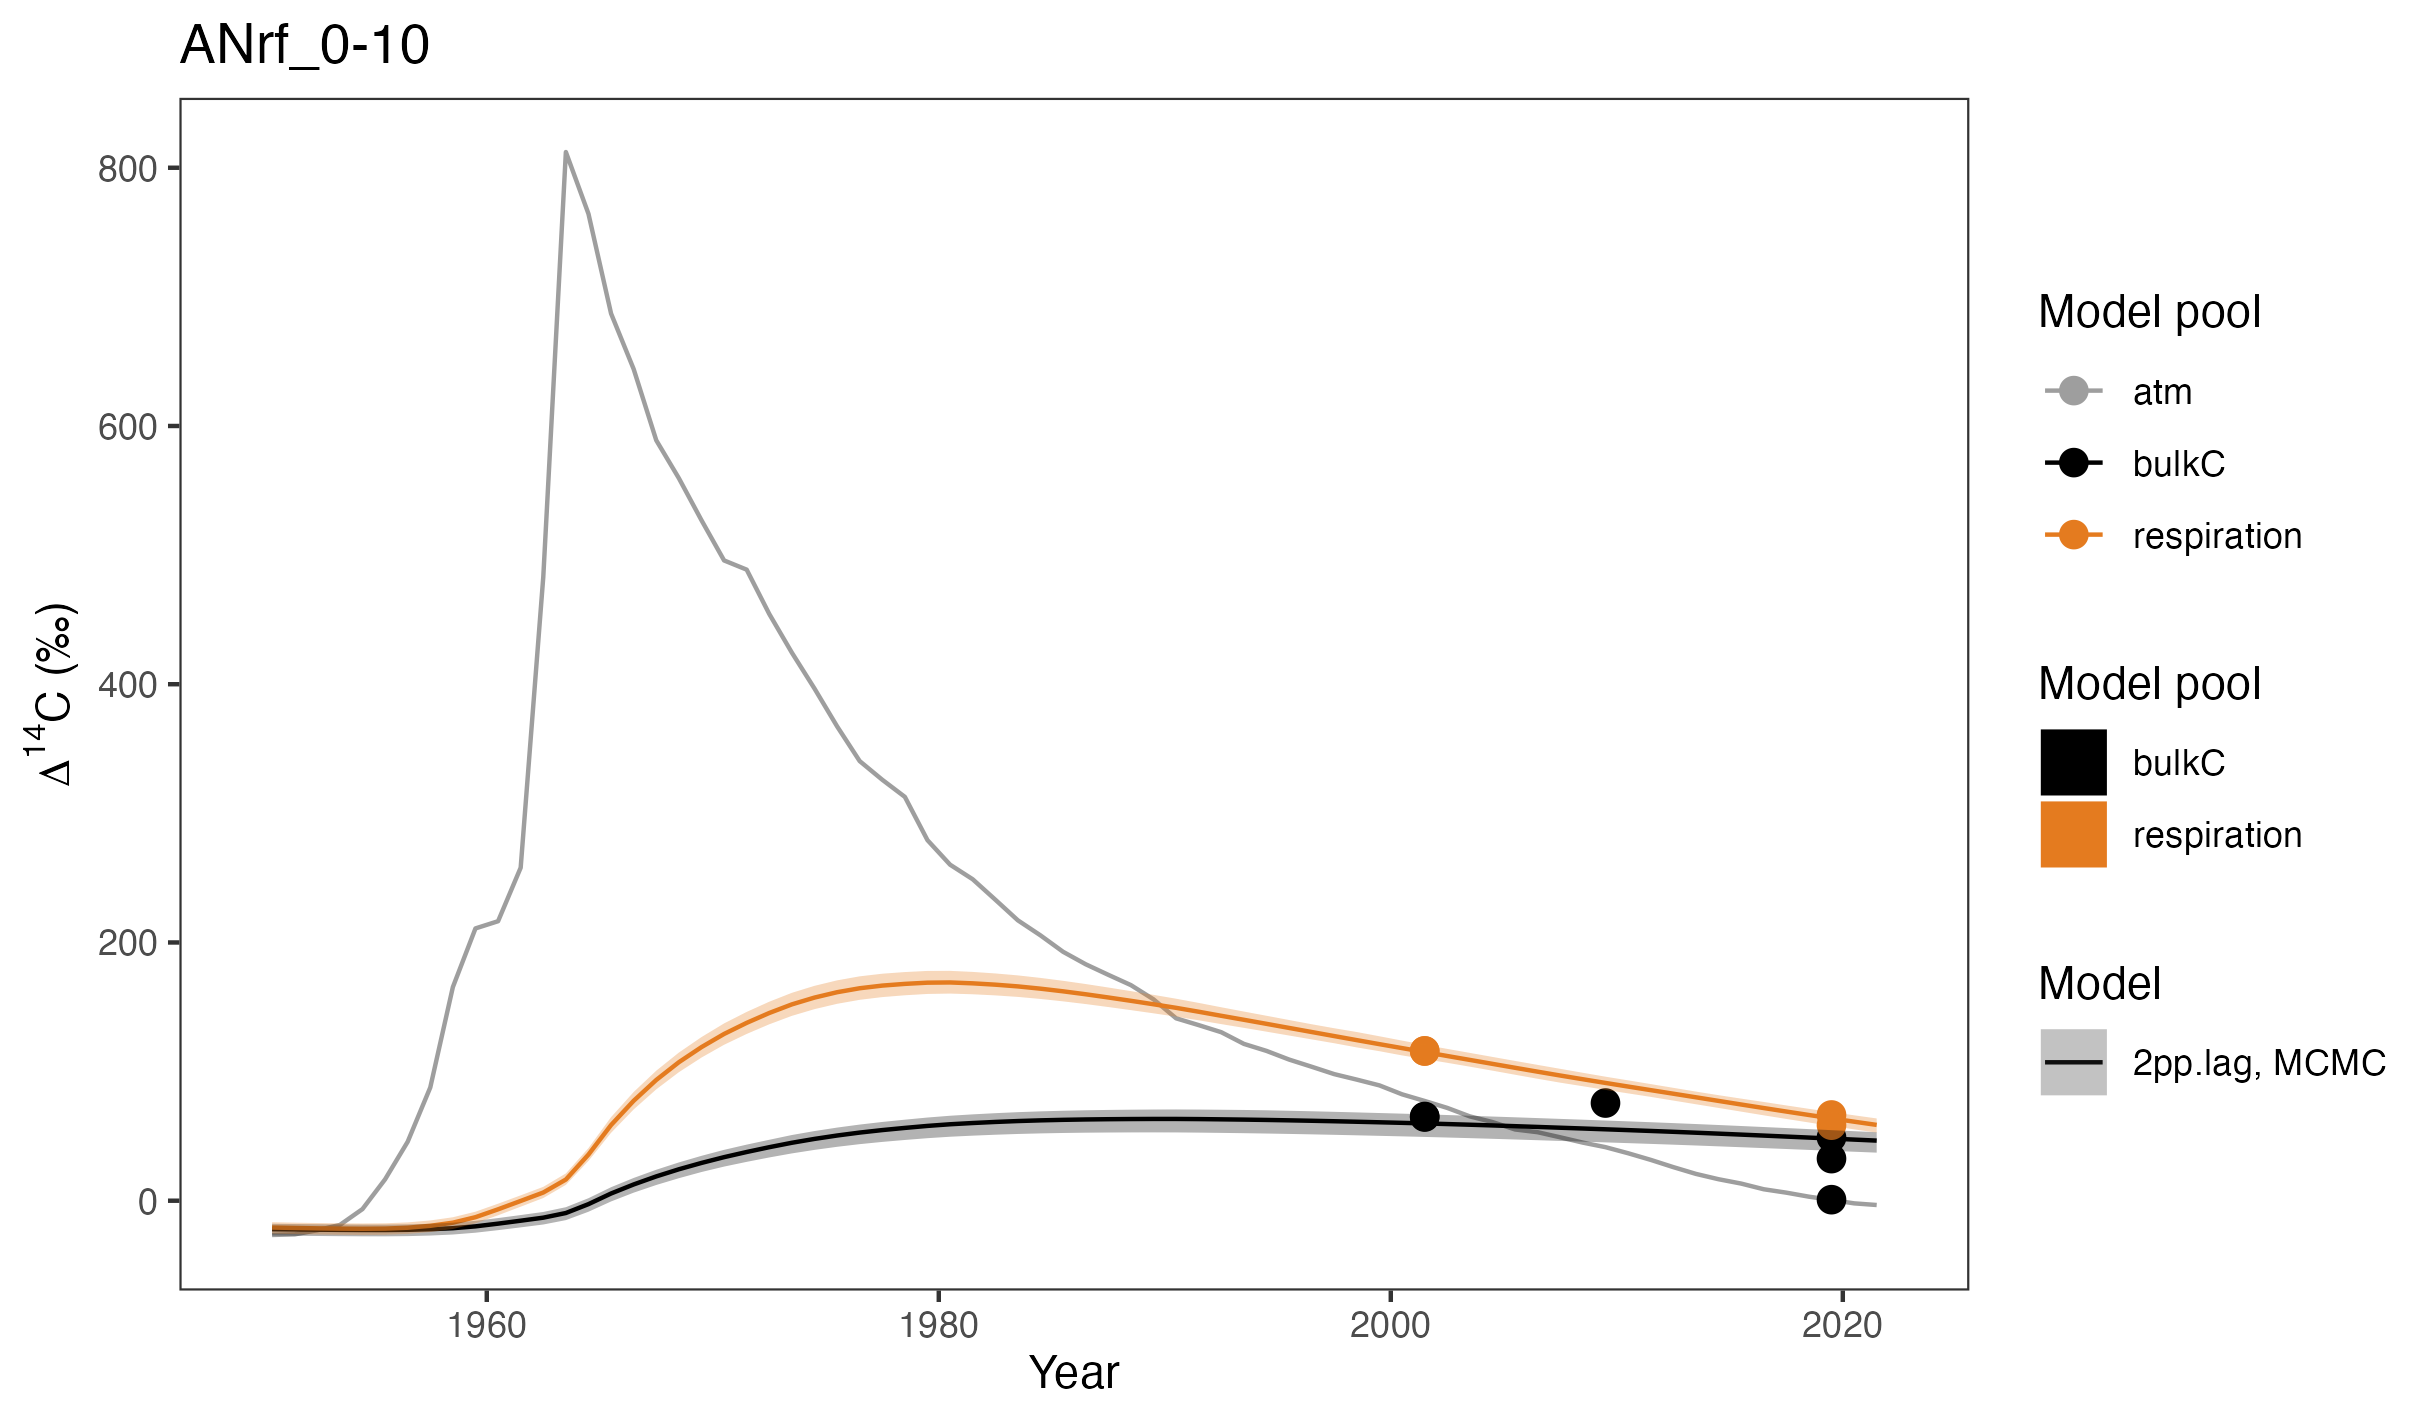 ANrf_0-10
800
600
400
200
0
Δ¹⁴C (‰)
1960
1980
2000
2020
Year
Model pool
atm
bulkC
respiration
Model pool
bulkC
respiration
Model
2pp.lag, MCMC